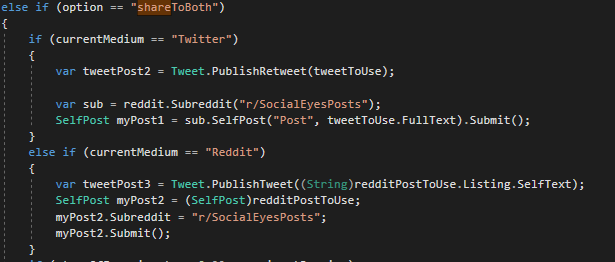 else if (option == "shareToBoth")
{
if (currentMedium == "Twitter")
{
var tweetPost2 = Tweet.PublishRetweet(tweetToUse);
var sub = reddit.Subreddit("r/SocialEyesPosts");
SelfPost myPost1 = sub.SelfPost("Post", tweetToUse.FullText).Submit();
}
else if (currentMedium == "Reddit")
{
var tweetPost3 = Tweet.PublishTweet((String)redditPostToUse.Listing.SelfText);
SelfPost myPost2 = (SelfPost)redditPostToUse;
myPost2.Subreddit = "r/SocialEyesPosts";
myPost2.Submit();
}